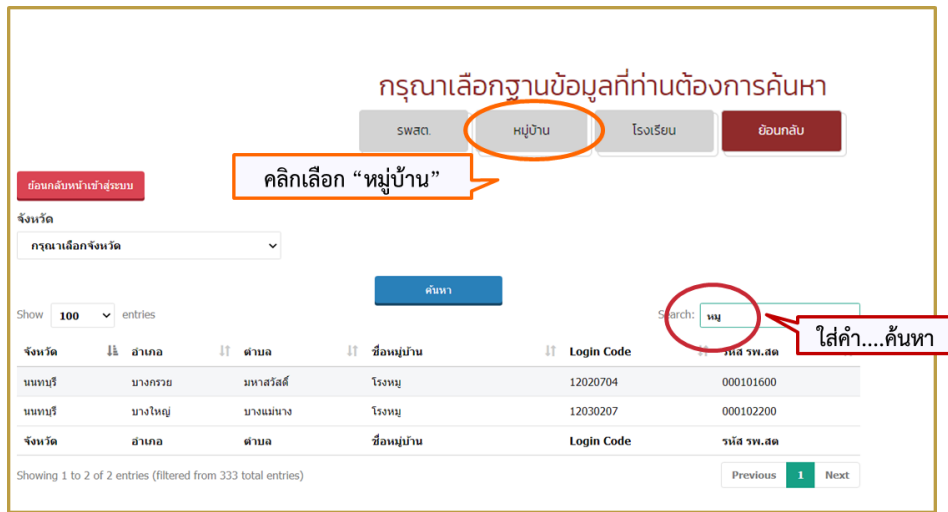 กรุณาเลือกฐานข้อมูลที่ท่านต้องการค้นหา
รพสต. หมู่บ้าน โรงเรียน ย้อนกลับ
คลิกเลือก “หมู่บ้าน”
ย้อนกลับหน้าเข้าสู่ระบบ
จังหวัด
กรุณาเลือกจังหวัด
ค้นหา
Show 100 entries Search: หมู
ใส่คำ....ค้นหา
จังหวัด อำเภอ ตำบล ชื่อหมู่บ้าน Login Code รหัส รพ.สต
นนทบุรี บางกรวย มหาสวัสดิ์ โรงหมู 12020704 000101600
นนทบุรี บางใหญ่ บางแม่นาง โรงหมู 12030207 000102200
จังหวัด อำเภอ ตำบล ชื่อหมู่บ้าน Login Code รหัส รพ.สต
Showing 1 to 2 of 2 entries (filtered from 333 total entries) Previous 1 Next